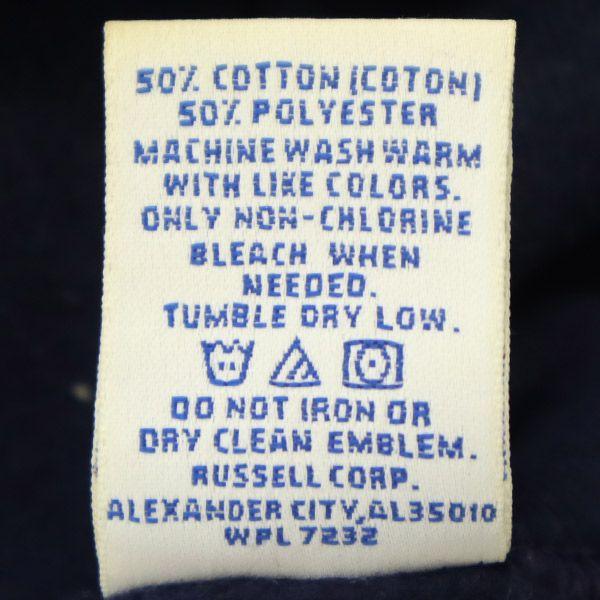 50% COTTON (COTON)
50% POLYESTER
MACHINE WASH WARM
WITH LIKE COLORS.
ONLY NON-CHLORINE
BLEACH WHEN
NEEDED.
TUMBLE DRY LOW.
DO NOT IRON OR
DRY CLEAN EMBLEM.
RUSSELL CORP.
ALEXANDER CITY, AL35010
WPL 7232